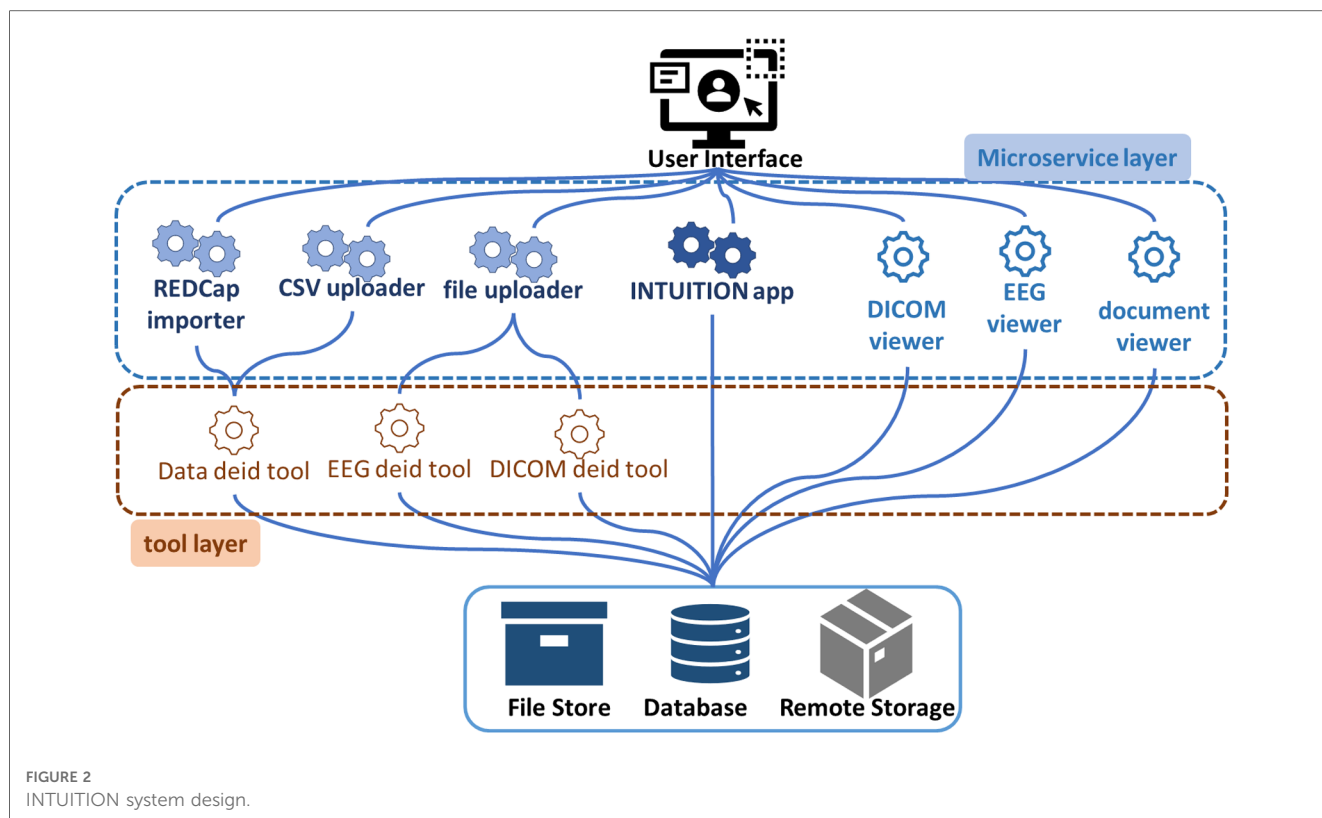 User Interface
Microservice layer
REDCap
importer
CSV uploader
file uploader
INTUITION app
DICOM
viewer
EEG
viewer
document
viewer
Data deid tool
EEG deid tool
DICOM deid tool
tool layer
File Store
Database
Remote Storage
FIGURE 2
INTUITION system design.